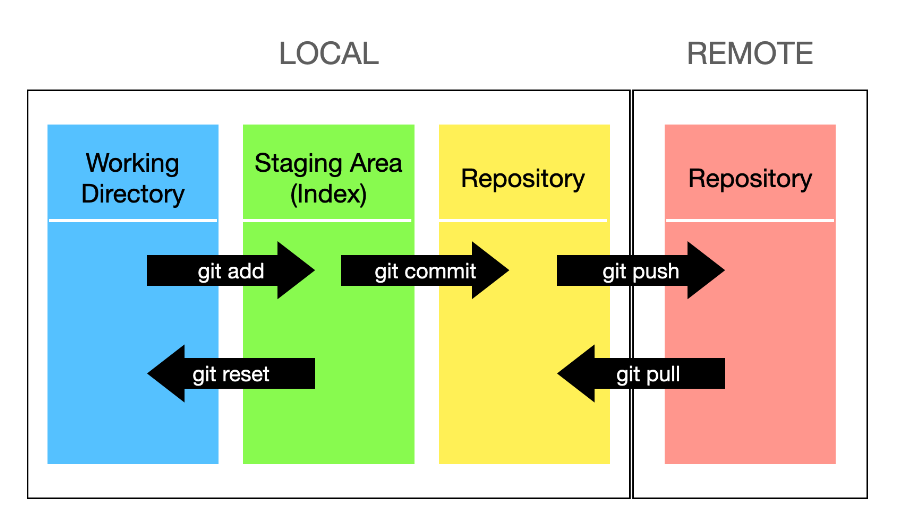 LOCAL
REMOTE
Working
Directory
Staging Area
(Index)
Repository
Repository
git add
git commit
git push
git reset
git pull